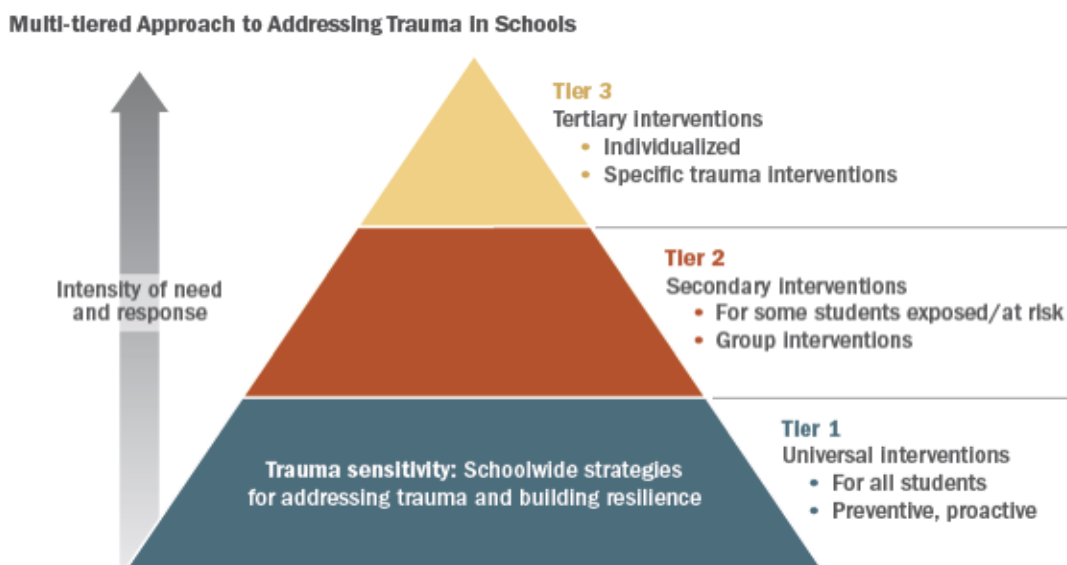 Multi-tiered Approach to Addressing Trauma in Schools
Tier 3
Tertiary interventions
• Individualized
• Specific trauma interventions
Intensity of need
and response
Tier 2
Secondary interventions
• For some students exposed/at risk
• Group interventions
Trauma sensitivity: Schoolwide strategies
for addressing trauma and building resilience
Tier 1
Universal interventions
• For all students
• Preventive, proactive